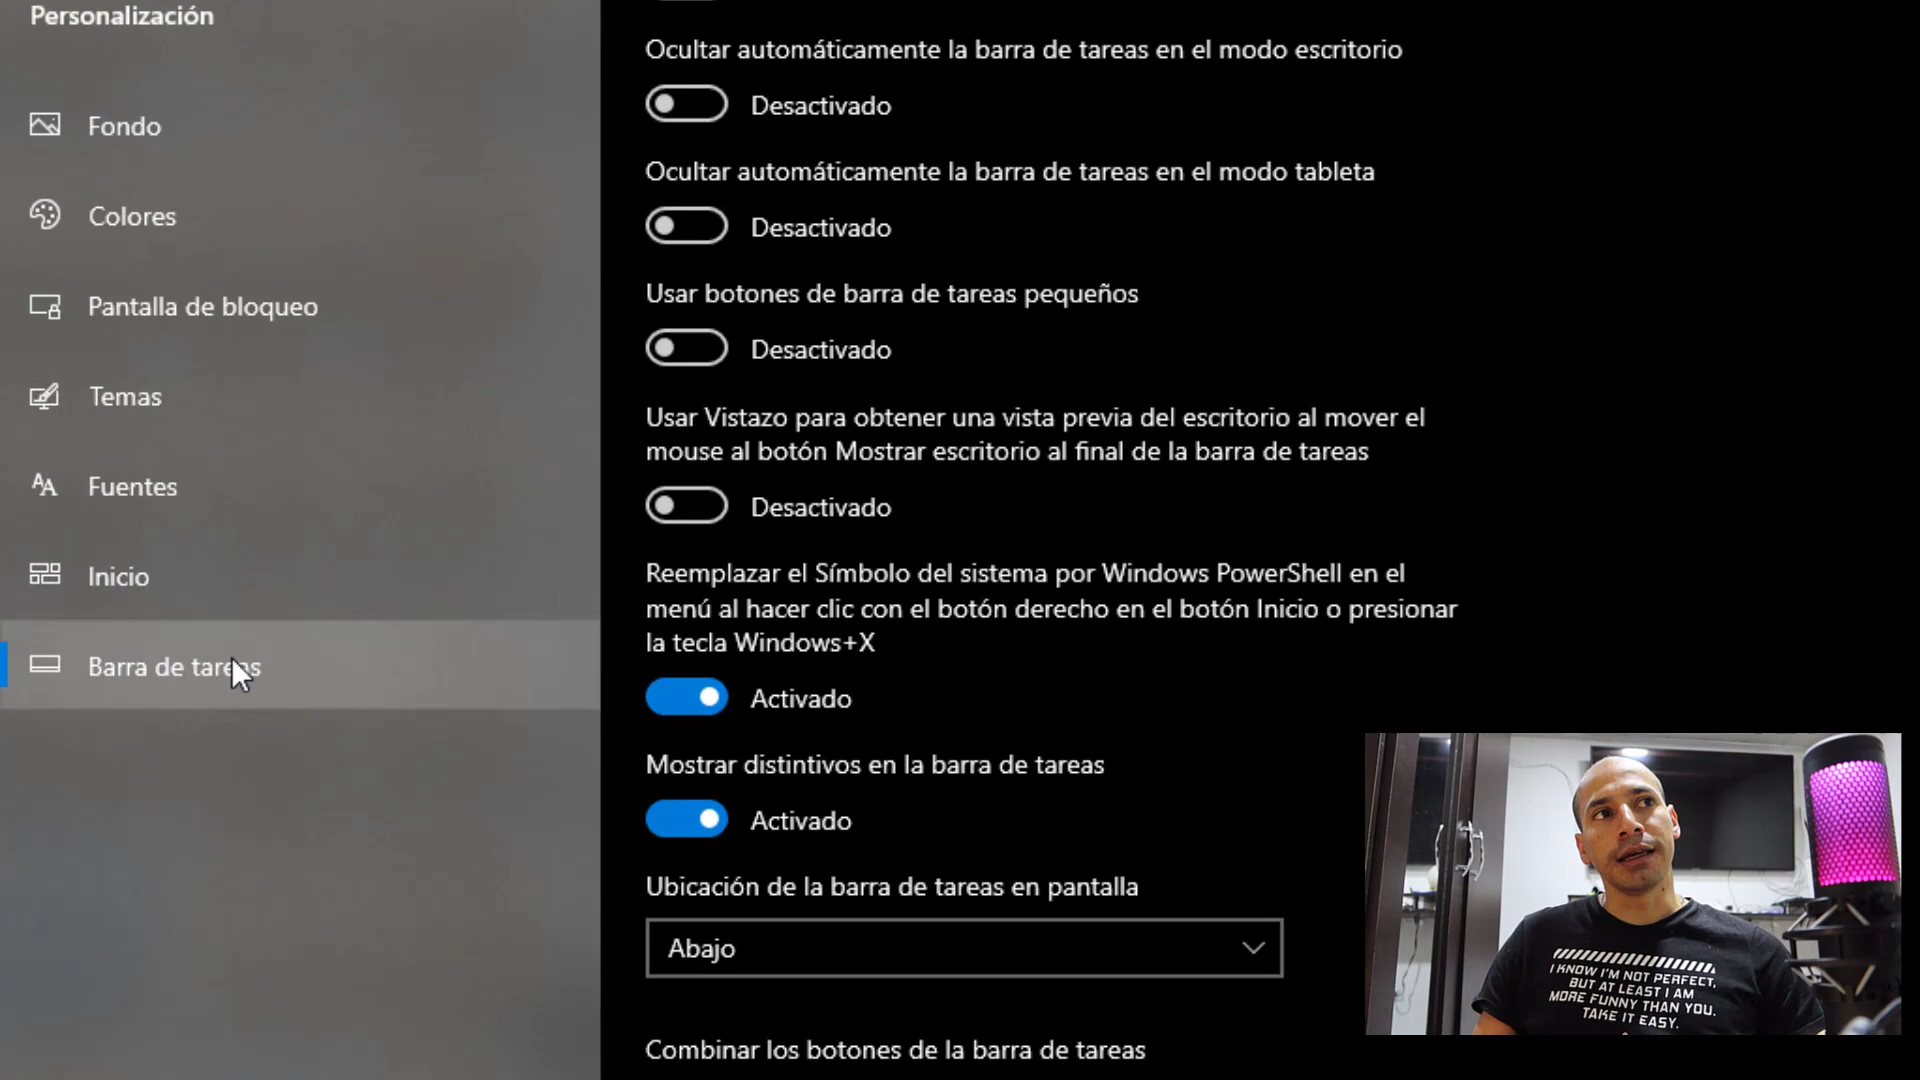 Personalización
Fondo
Colores
Pantalla de bloqueo
Temas
Fuentes
Inicio
Barra de tareas
Ocultar automáticamente la barra de tareas en el modo escritorio
Desactivado
Ocultar automáticamente la barra de tareas en el modo tableta
Desactivado
Usar botones de barra de tareas pequeños
Desactivado
Usar Vistazo para obtener una vista previa del escritorio al mover el
mouse al botón Mostrar escritorio al final de la barra de tareas
Desactivado
Reemplazar el Símbolo del sistema por Windows PowerShell en el
menú al hacer clic con el botón derecho en el botón Inicio o presionar
la tecla Windows+X
Activado
Mostrar distintivos en la barra de tareas
Activado
Ubicación de la barra de tareas en pantalla
Abajo
Combinar los botones de la barra de tareas
I KNOW I'M NOT PERFECT,
BUT AT LEAST I AM
MORE FUNNY THAN YOU.
TAKE IT EASY.